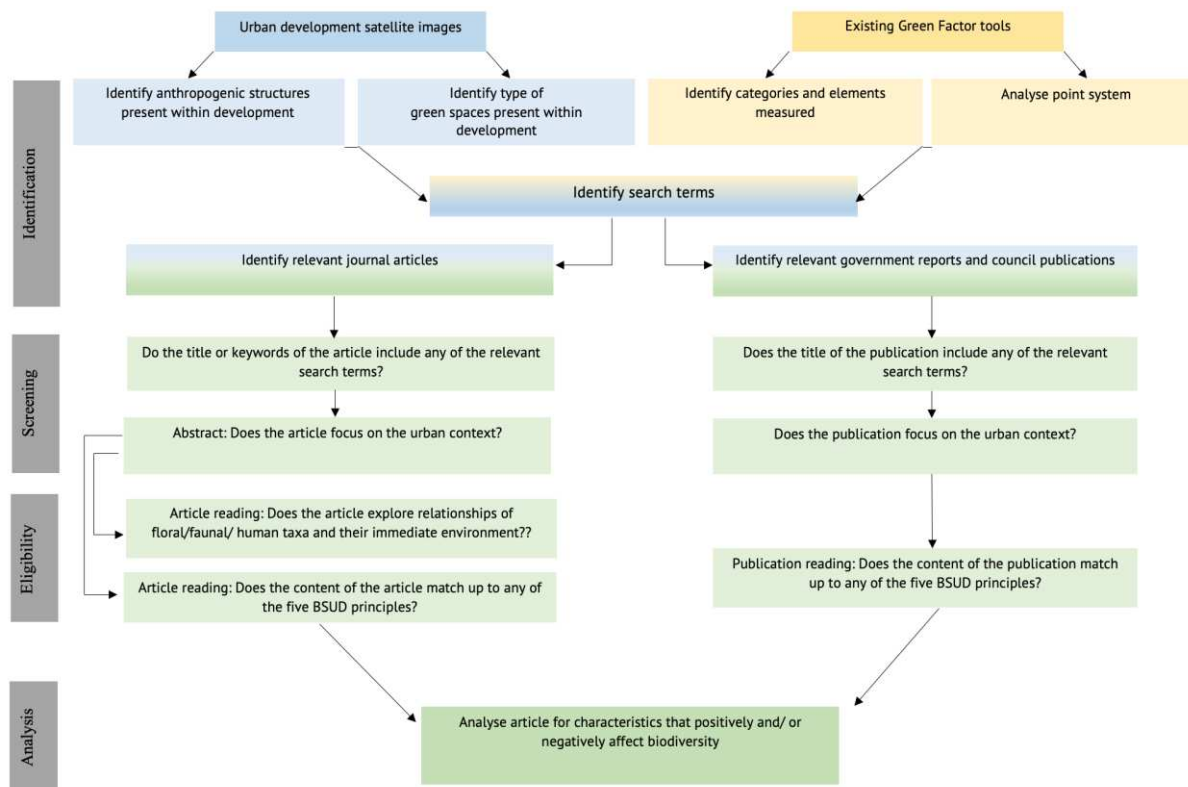 Urban development satellite images
Existing Green Factor tools
Identification
Identify anthropogenic structures
present within development
Identify type of
green spaces present within
development
Identify categories and elements
measured
Analyse point system
Identify search terms
Identify relevant journal articles
Identify relevant government reports and council publications
Screening
Do the title or keywords of the article include any of the relevant
search terms?
Does the title of the publication include any of the relevant
search terms?
Abstract: Does the article focus on the urban context?
Does the publication focus on the urban context?
Eligibility
Article reading: Does the article explore relationships of
floral/faunal/ human taxa and their immediate environment??
Article reading: Does the content of the article match up to any of
the five BSUD principles?
Publication reading: Does the content of the publication match
up to any of the five BSUD principles?
Analysis
Analyse article for characteristics that positively and/ or
negatively affect biodiversity